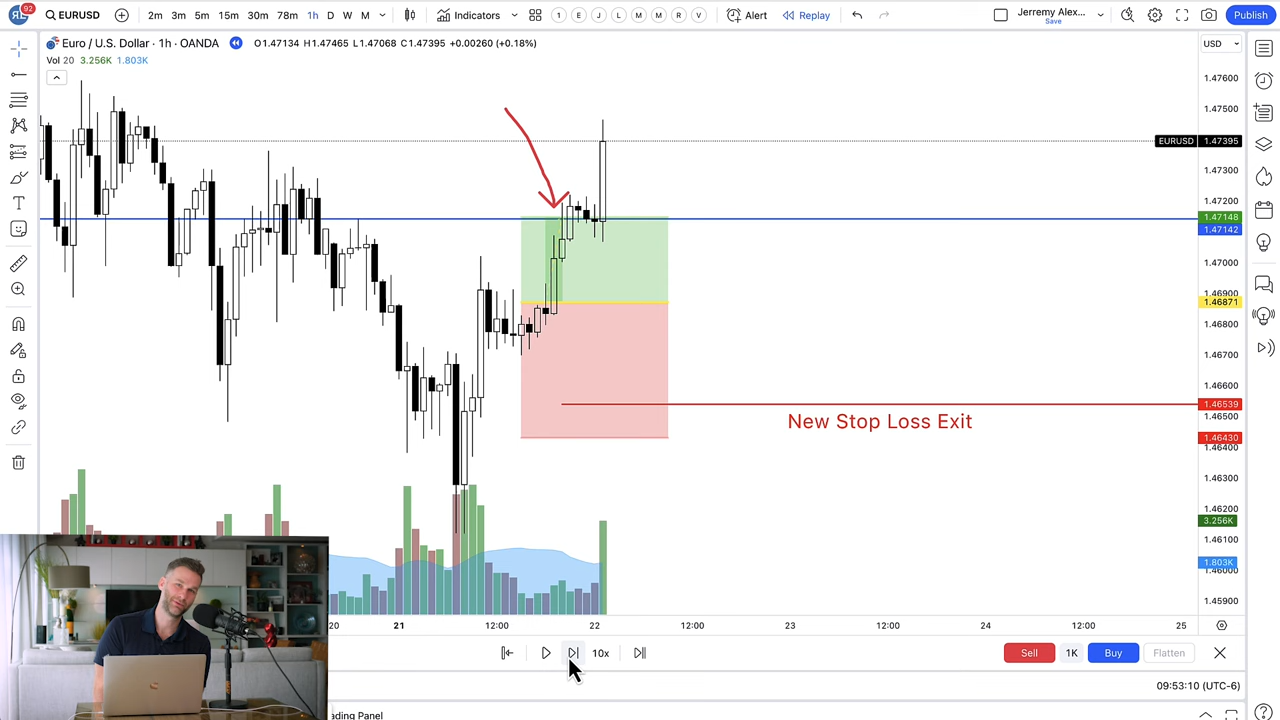 RL 92 EURUSD 2m 3m 5m 15m 30m 78m 1h D W M Indicators 1 E J L M M R V Alert Replay Jeremy Alex... Save Publish
Euro / U.S. Dollar · 1h · OANDA O1.47134 H1.47465 L1.47068 C1.47395 +0.00260 (+0.18%) USD
Vol 20 3.256K 1.803K
1.47600
1.47500
EURUSD 1.47395
1.47300
1.47200
1.47148
1.47142
1.47000
1.46900
1.46871
1.46800
1.46700
1.46600
1.46539
1.46500
New Stop Loss Exit
1.46430
1.46400
1.46300
1.46200
3.256K
1.46100
1.803K
1.46000
1.45900
20 21 12:00 22 12:00 23 12:00 24 12:00 25
10x Sell 1K Buy Flatten
09:53:10 (UTC-6)
ading Panel